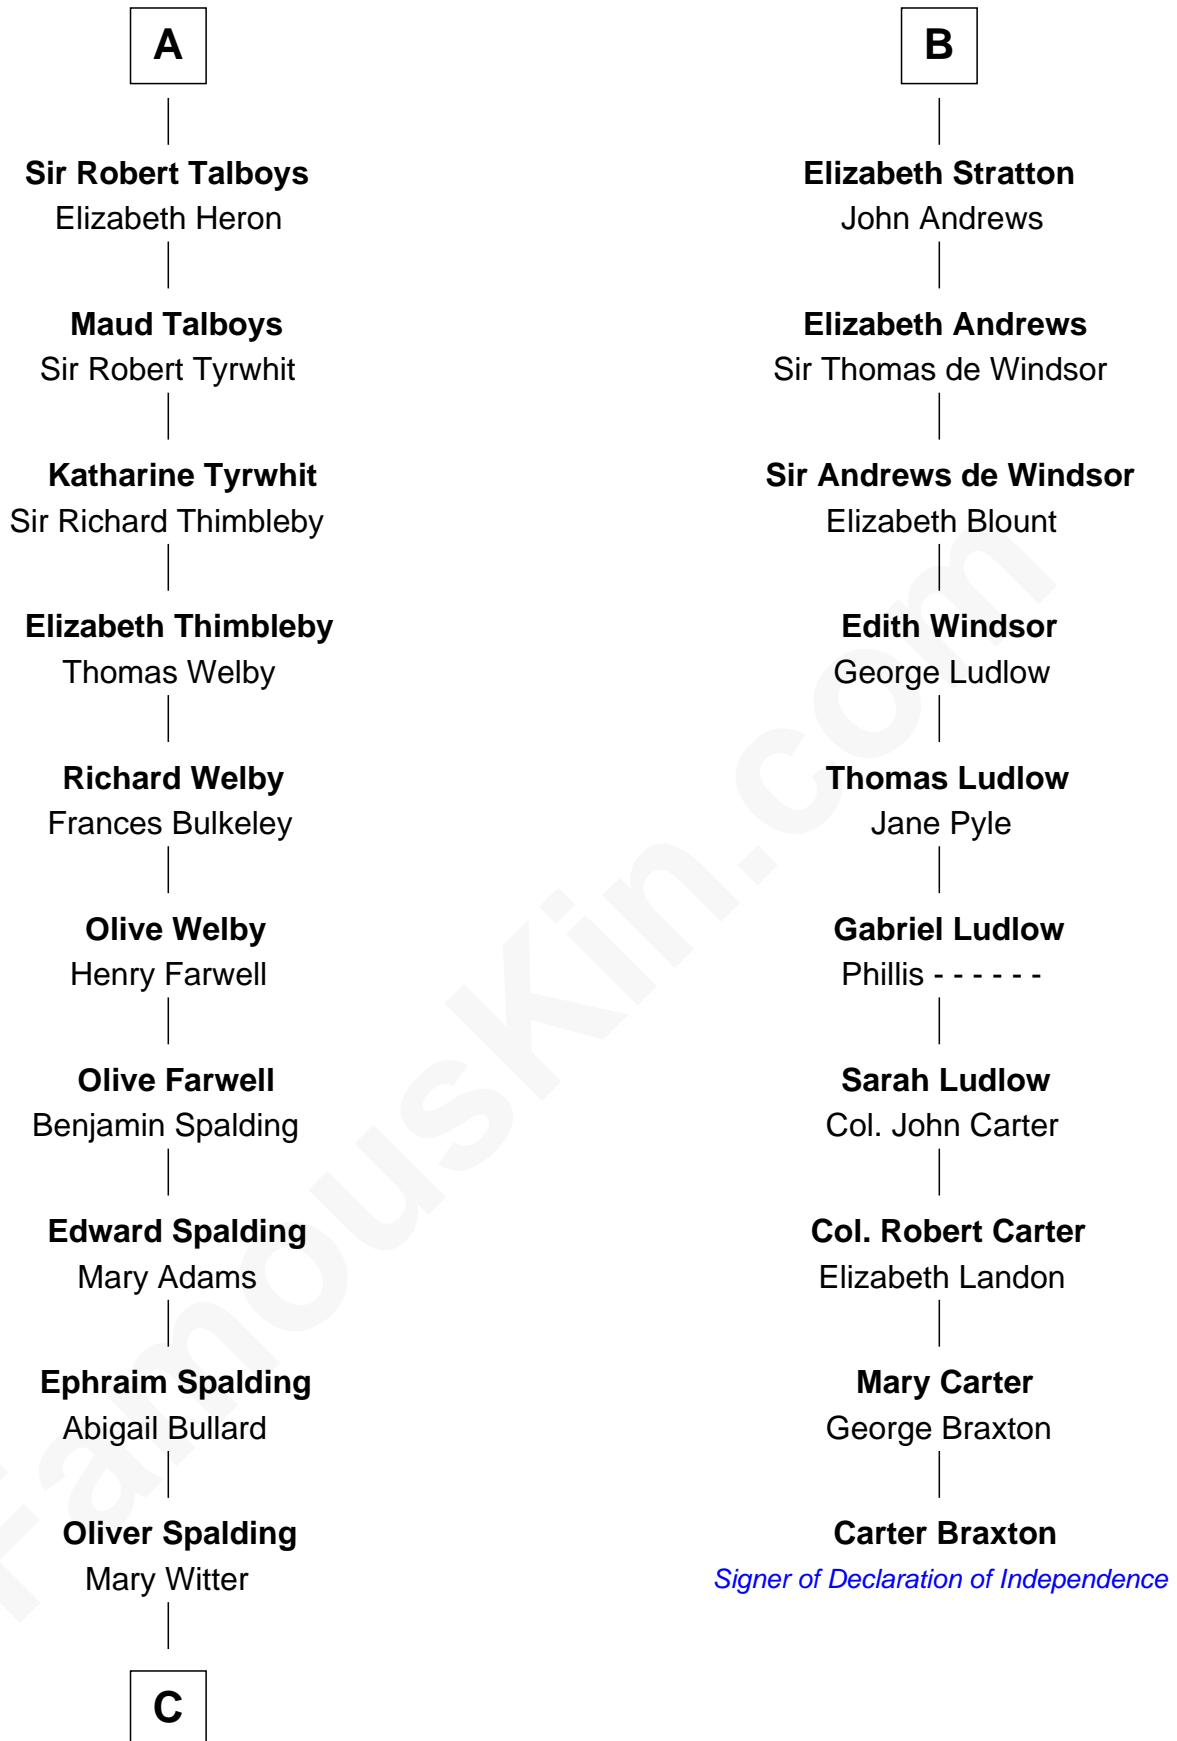 A
Sir Robert Talboys
Elizabeth Heron
Maud Talboys
Sir Robert Tyrwhit
Katharine Tyrwhit
Sir Richard Thimbleby
Elizabeth Thimbleby
Thomas Welby
Richard Welby
Frances Bulkeley
Olive Welby
Henry Farwell
Olive Farwell
Benjamin Spalding
Edward Spalding
Mary Adams
Ephraim Spalding
Abigail Bullard
Oliver Spalding
Mary Witter
C
B
Elizabeth Stratton
John Andrews
Elizabeth Andrews
Sir Thomas de Windsor
Sir Andrews de Windsor
Elizabeth Blount
Edith Windsor
George Ludlow
Thomas Ludlow
Jane Pyle
Gabriel Ludlow
Phillis - - - - - -
Sarah Ludlow
Col. John Carter
Col. Robert Carter
Elizabeth Landon
Mary Carter
George Braxton
Carter Braxton
Signer of Declaration of Independence
FamousKin.com